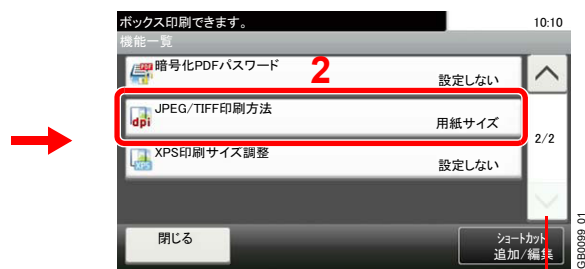 ボックス印刷できます。
10:10
機能一覧
暗号化PDFパスワード
2
設定しない
dpi
JPEG/TIFF印刷方法
用紙サイズ
2/2
XPS印刷サイズ調整
設定しない
閉じる
ショートカット
追加/編集
GB0099_01